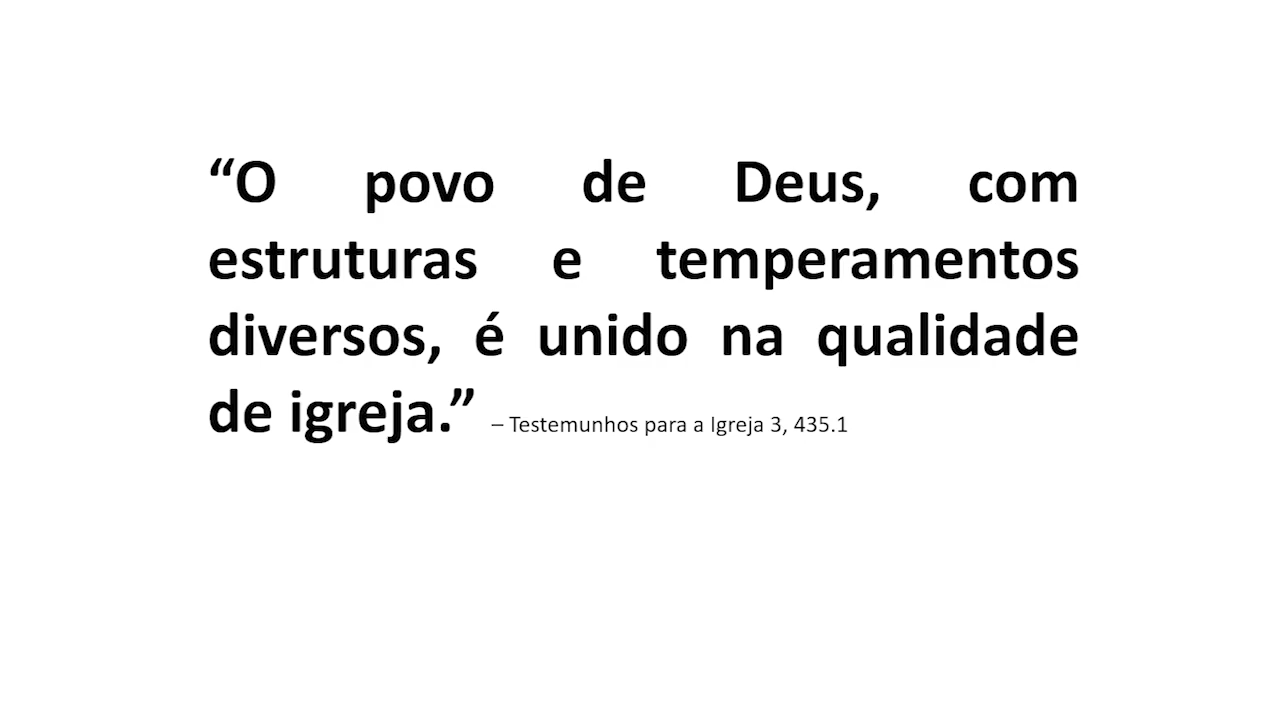 “O povo de Deus, com
estruturas e temperamentos
diversos, é unido na qualidade
de igreja.” – Testemunhos para a Igreja 3, 435.1